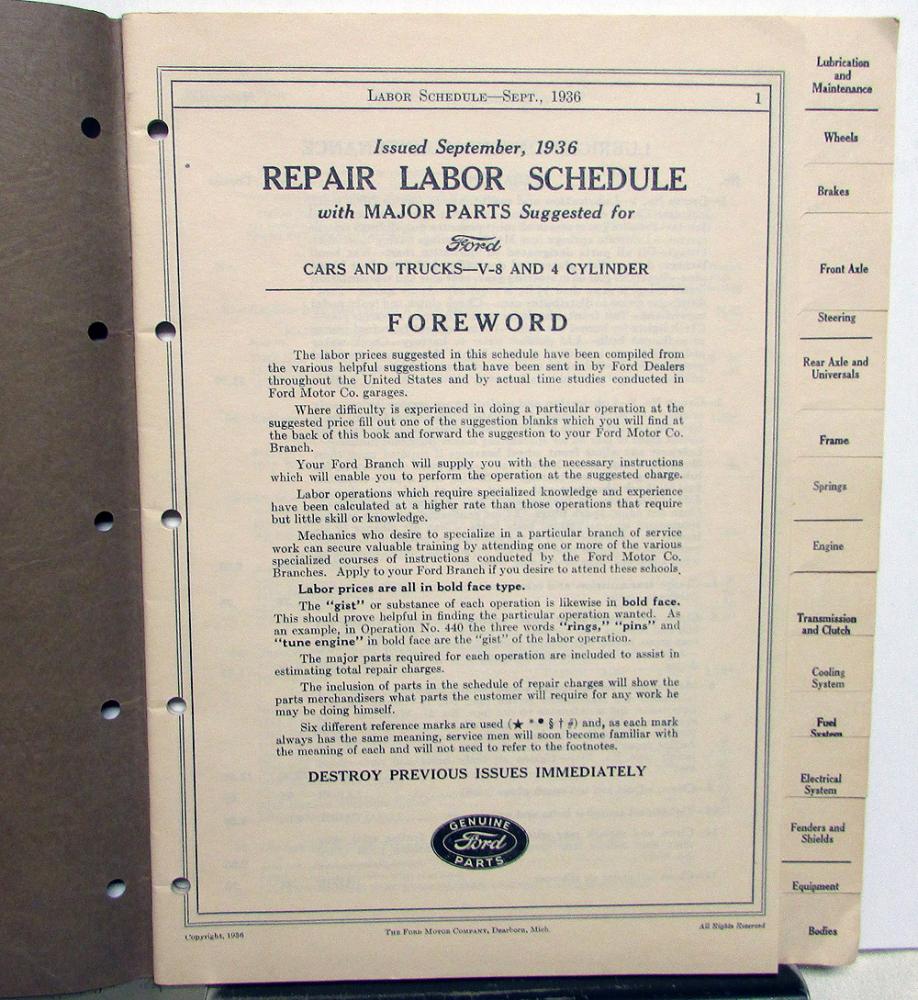 LABOR SCHEDULE—SEPT., 1936 1
Issued September, 1936
REPAIR LABOR SCHEDULE
with MAJOR PARTS Suggested for
Ford
CARS AND TRUCKS—V-8 AND 4 CYLINDER
FOREWORD
The labor prices suggested in this schedule have been compiled from
the various helpful suggestions that have been sent in by Ford Dealers
throughout the United States and by actual time studies conducted in
Ford Motor Co. garages.
Where difficulty is experienced in doing a particular operation at the
suggested price fill out one of the suggestion blanks which you will find at
the back of this book and forward the suggestion to your Ford Motor Co.
Branch.
Your Ford Branch will supply you with the necessary instructions
which will enable you to perform the operation at the suggested charge.
Labor operations which require specialized knowledge and experience
have been calculated at a higher rate than those operations that require
but little skill or knowledge.
Mechanics who desire to specialize in a particular branch of service
work can secure valuable training by attending one or more of the various
specialized courses of instructions conducted by the Ford Motor Co.
Branches. Apply to your Ford Branch if you desire to attend these schools.
Labor prices are all in bold face type.
The "gist" or substance of each operation is likewise in bold face.
This should prove helpful in finding the particular operation wanted. As
an example, in Operation No. 440 the three words "rings," "pins" and
"tune engine" in bold face are the "gist" of the labor operation.
The major parts required for each operation are included to assist in
estimating total repair charges.
The inclusion of parts in the schedule of repair charges will show the
parts merchandisers what parts the customer will require for any work he
may be doing himself.
Six different reference marks are used (★ * ● § † #) and, as each mark
always has the same meaning, service men will soon become familiar with
the meaning of each and will not need to refer to the footnotes.
DESTROY PREVIOUS ISSUES IMMEDIATELY
GENUINE
Ford
PARTS
Copyright, 1936 THE FORD MOTOR COMPANY, Dearborn, Mich. All Rights Reserved
Lubrication
and
Maintenance
Wheels
Brakes
Front Axle
Steering
Rear Axle and
Universals
Frame
Springs
Engine
Transmission
and Clutch
Cooling
System
Fuel
System
Electrical
System
Fenders and
Shields
Equipment
Bodies